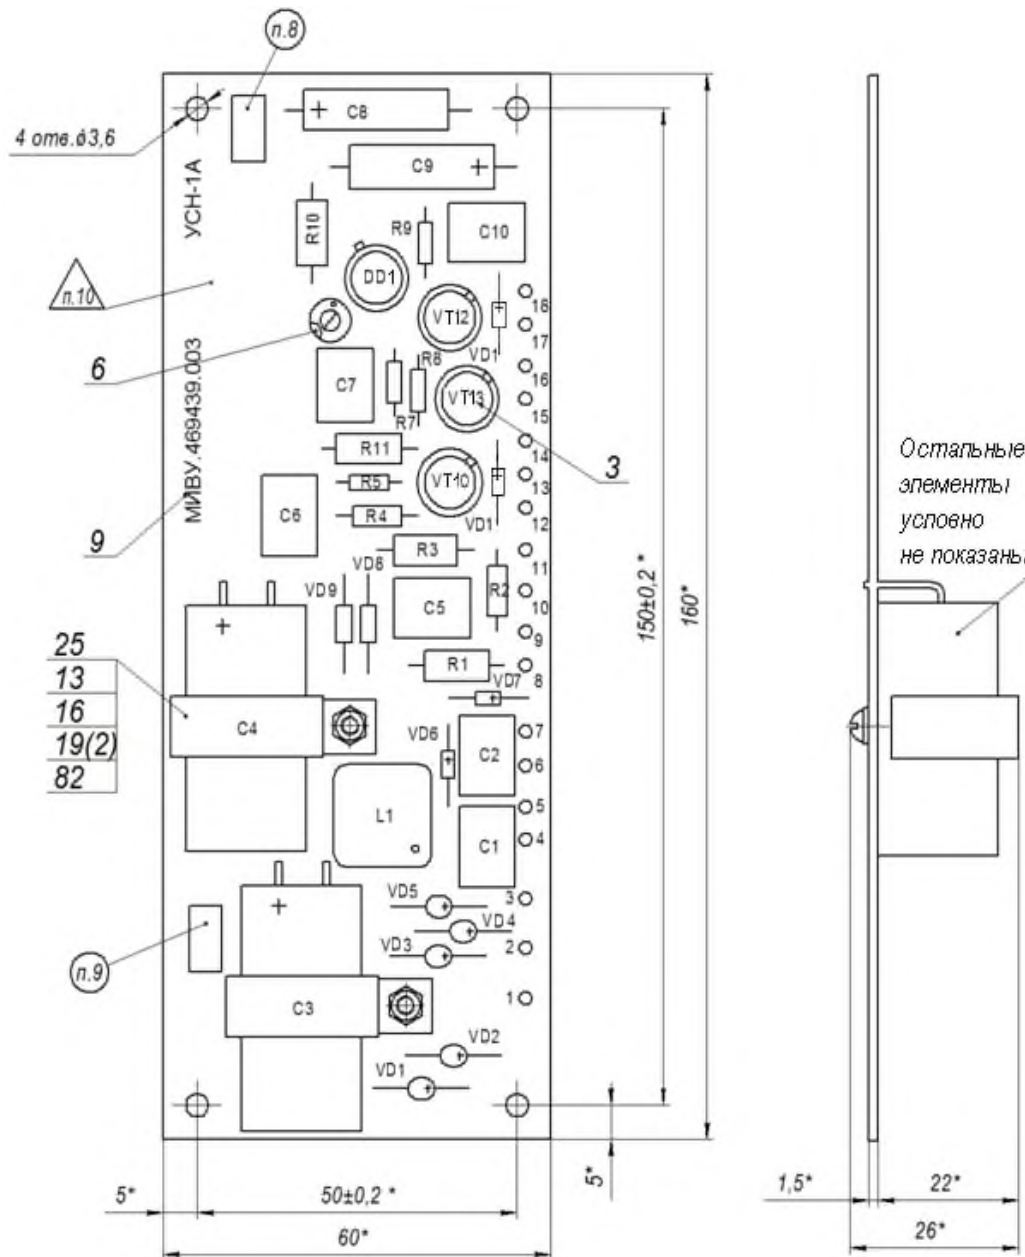 п.8
4 отв.ø3,6
C8
C9
УСН-1А
R10
R9
C10
DD1
п.10
VT12
18
17
VD1
6
R8
C7
VT13
16
15
R7
МИВУ.469439.003
R11
14
3
Остальные
элементы
условно
не показаны
R5
VT10
13
C6
R4
12
VD1
9
R3
11
VD8
VD9
R2
C5
10
150±0,2 *
160*
9
25
13
16
19(2)
82
R1
8
VD7
C4
VD6
C2
7
6
L1
5
C1
4
VD5
3
VD4
VD3
2
п.9
C3
1
VD2
VD1
5*
5*
50±0,2 *
60*
1,5*
22*
26*